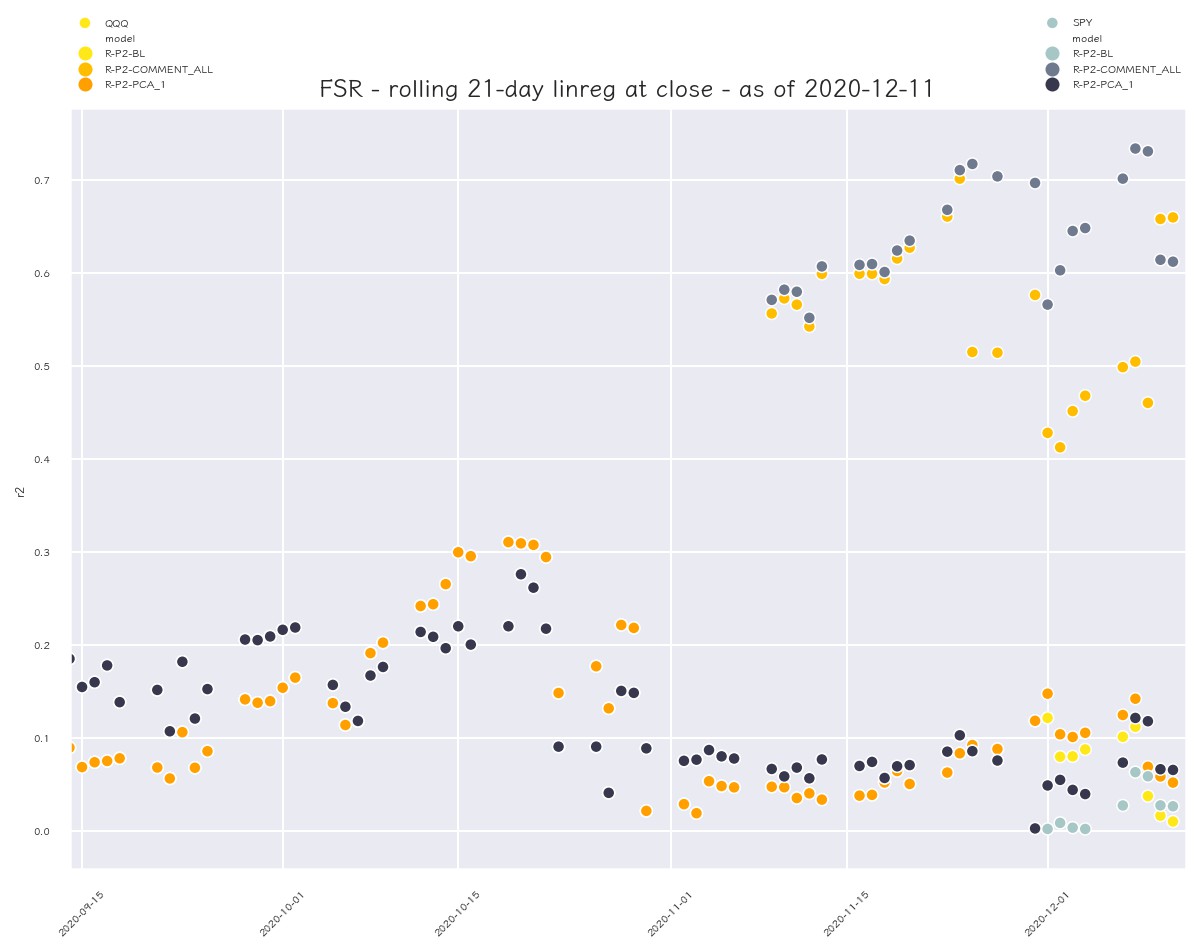 QQQ
model
R-P2-BL
R-P2-COMMENT_ALL
R-P2-PCA_1
SPY
model
R-P2-BL
R-P2-COMMENT_ALL
R-P2-PCA_1
FSR - rolling 21-day linreg at close - as of 2020-12-11
0.7
0.6
0.5
0.4
r2
0.3
0.2
0.1
0.0
2020-09-15
2020-10-01
2020-10-15
2020-11-01
2020-11-15
2020-12-01